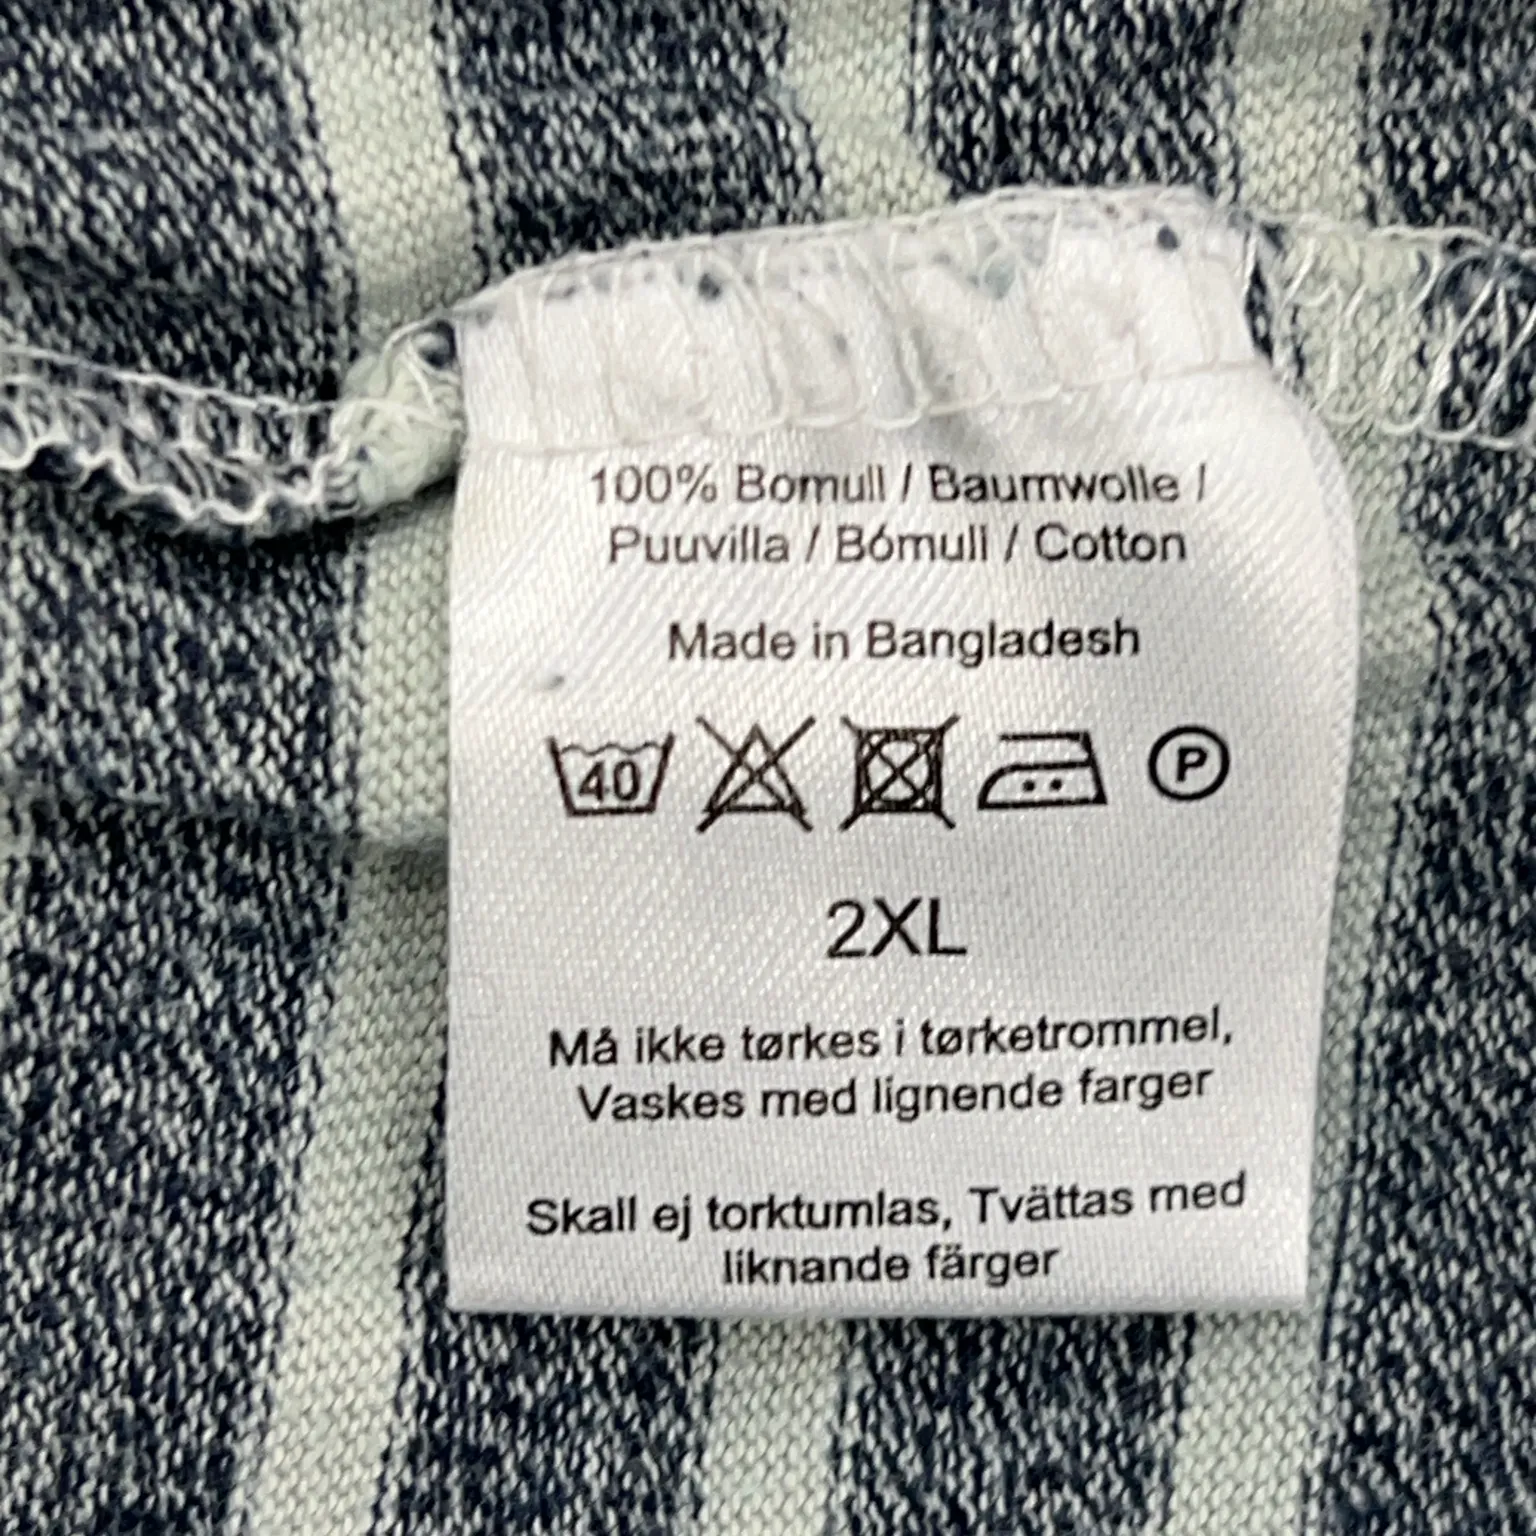 100% Bomull / Baumwolle /
Puuvilla / Bómull / Cotton
Made in Bangladesh
40 P
2XL
Må ikke tørkes i tørketrommel,
Vaskes med lignende farger
Skall ej torktumlas, Tvättas med
liknande färger